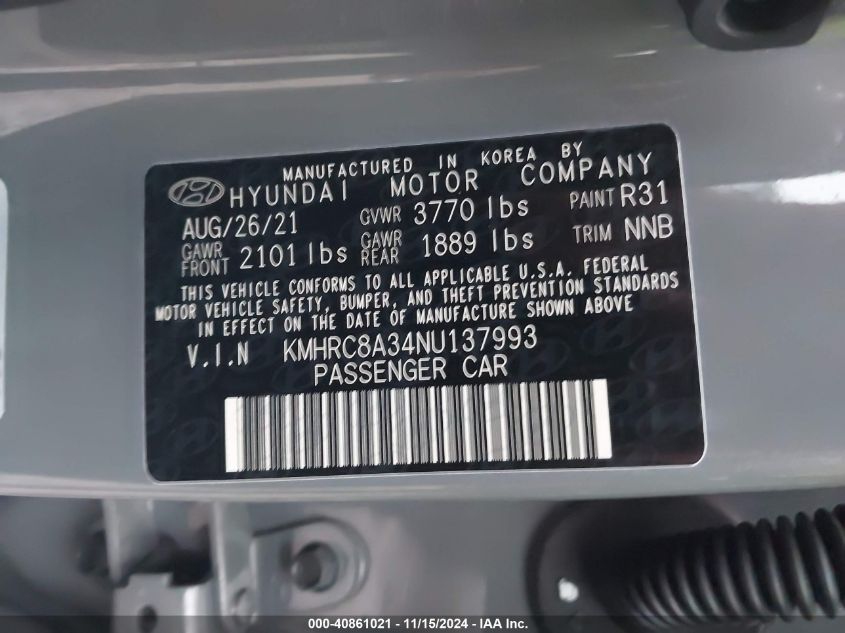 MANUFACTURED IN KOREA BY
HYUNDAI MOTOR COMPANY
AUG/26/21 GVWR 3770 lbs PAINT R31
GAWR FRONT 2101 lbs GAWR REAR 1889 lbs TRIM NNB
THIS VEHICLE CONFORMS TO ALL APPLICABLE U.S.A. FEDERAL
MOTOR VEHICLE SAFETY, BUMPER, AND THEFT PREVENTION STANDARDS
IN EFFECT ON THE DATE OF MANUFACTURE SHOWN ABOVE
V.I.N KMHRC8A34NU137993
PASSENGER CAR
000-40861021 - 11/15/2024 - IAA Inc.